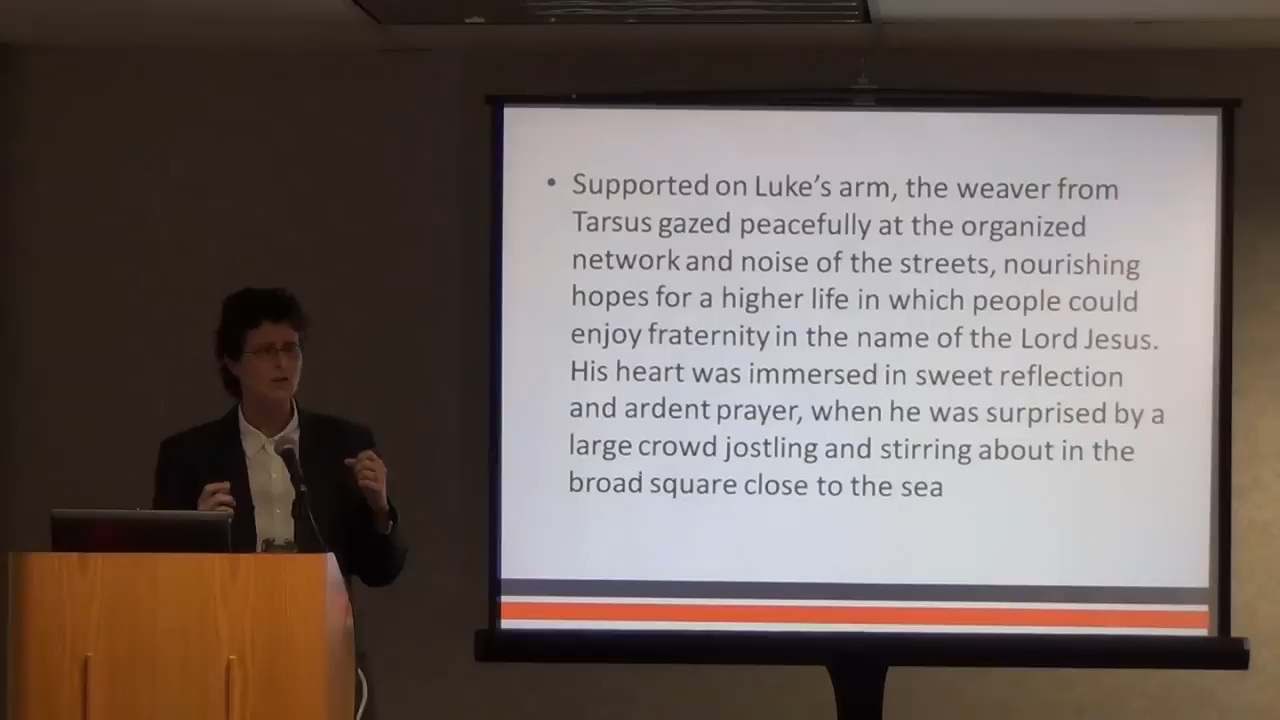 • Supported on Luke’s arm, the weaver from
Tarsus gazed peacefully at the organized
network and noise of the streets, nourishing
hopes for a higher life in which people could
enjoy fraternity in the name of the Lord Jesus.
His heart was immersed in sweet reflection
and ardent prayer, when he was surprised by a
large crowd jostling and stirring about in the
broad square close to the sea